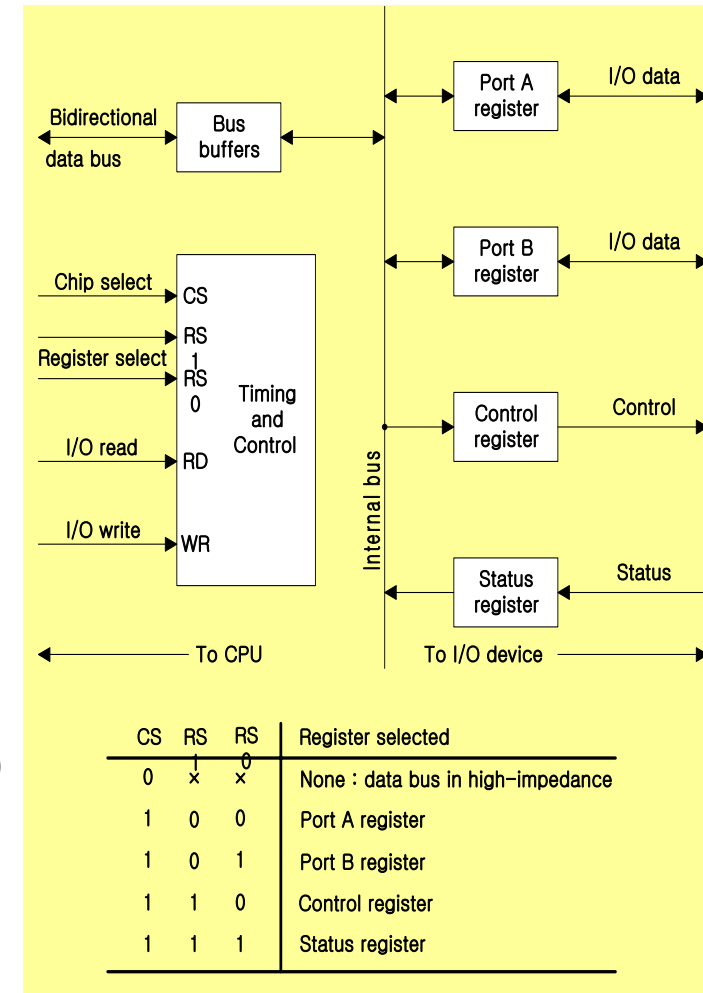 Bidirectional
data bus
Bus
buffers
Port A
register
I/O data
Port B
register
I/O data
Chip select
CS
RS
1
Register select
RS
0
Timing
and
Control
I/O read
RD
I/O write
WR
Internal bus
Control
register
Control
Status
register
Status
To CPU
To I/O device
CS RS RS Register selected
1 0
0 × × None : data bus in high-impedance
1 0 0 Port A register
1 0 1 Port B register
1 1 0 Control register
1 1 1 Status register